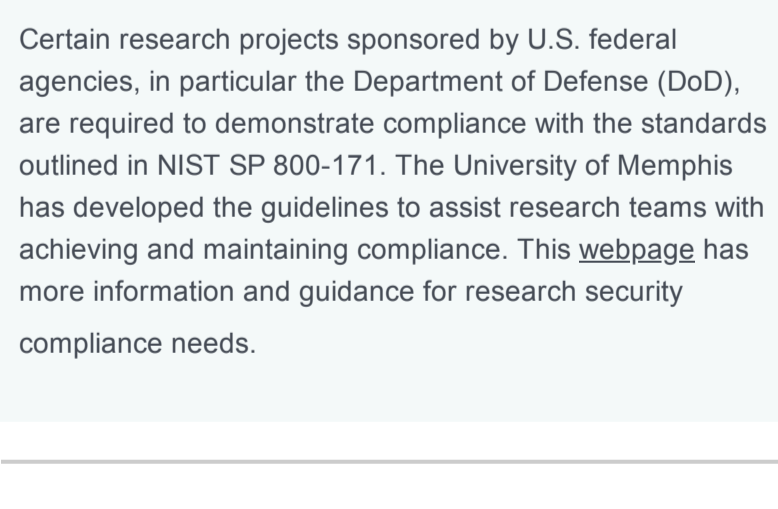 Certain research projects sponsored by U.S. federal
agencies, in particular the Department of Defense (DoD),
are required to demonstrate compliance with the standards
outlined in NIST SP 800-171. The University of Memphis
has developed the guidelines to assist research teams with
achieving and maintaining compliance. This webpage has
more information and guidance for research security
compliance needs.